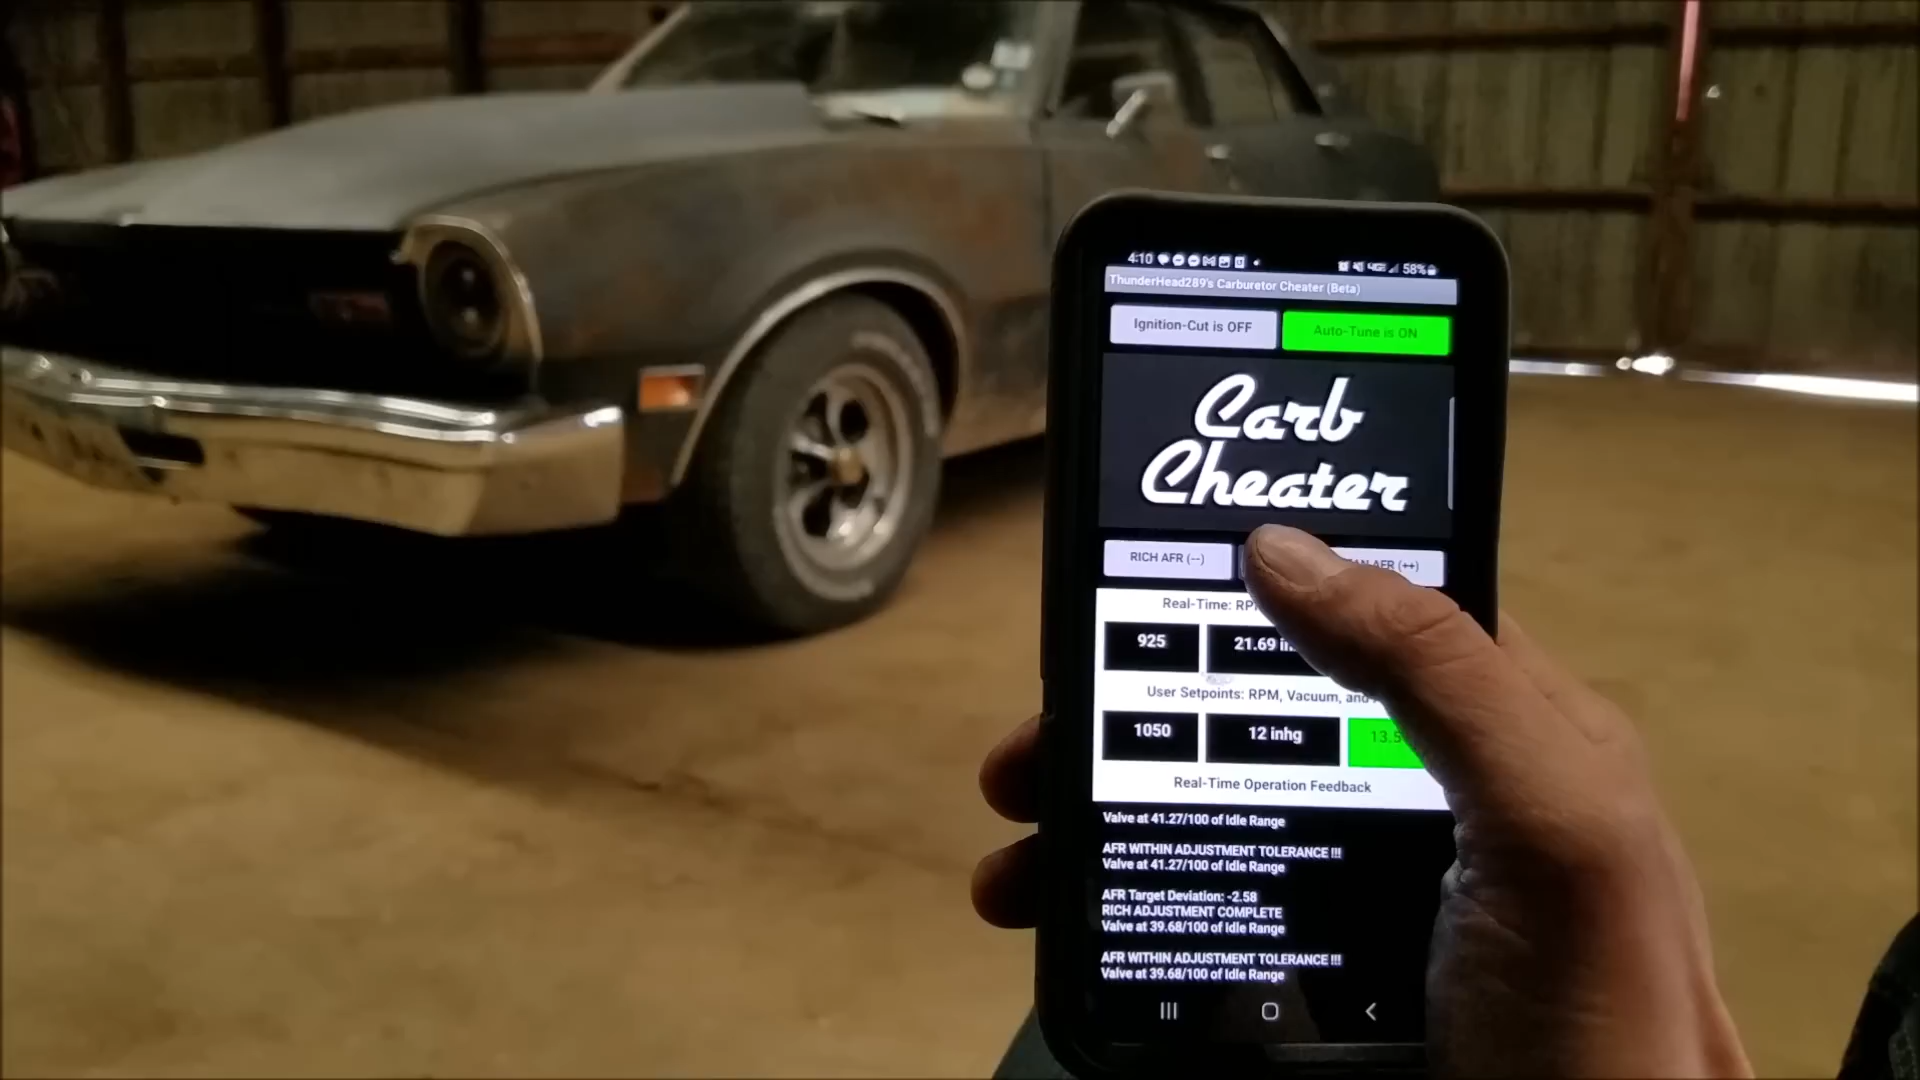 4:10
58%
ThunderHead289's Carburetor Cheater (Beta)
Ignition-Cut is OFF
Auto-Tune is ON
Carb
Cheater
RICH AFR (--)
AFR (++)
Real-Time:
925
21.69
User Setpoints: RPM, Vacuum, and
1050
12 inhg
13.5
Real-Time Operation Feedback
Valve at 41.27/100 of Idle Range
AFR WITHIN ADJUSTMENT TOLERANCE !!!
Valve at 41.27/100 of Idle Range
AFR Target Deviation: -2.58
RICH ADJUSTMENT COMPLETE
Valve at 39.68/100 of Idle Range
AFR WITHIN ADJUSTMENT TOLERANCE !!!
Valve at 39.68/100 of Idle Range